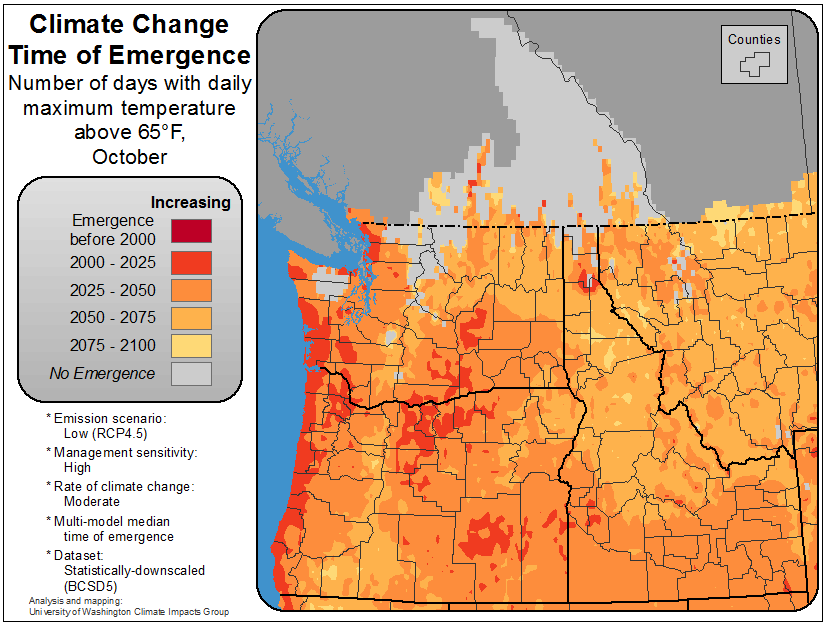 Climate Change
Time of Emergence
Number of days with daily
maximum temperature
above 65°F,
October
Increasing
Emergence
before 2000
2000 - 2025
2025 - 2050
2050 - 2075
2075 - 2100
No Emergence
* Emission scenario:
Low (RCP4.5)
* Management sensitivity:
High
* Rate of climate change:
Moderate
* Multi-model median
time of emergence
* Dataset:
Statistically-downscaled
(BCSD5)
Analysis and mapping:
University of Washington Climate Impacts Group
Counties